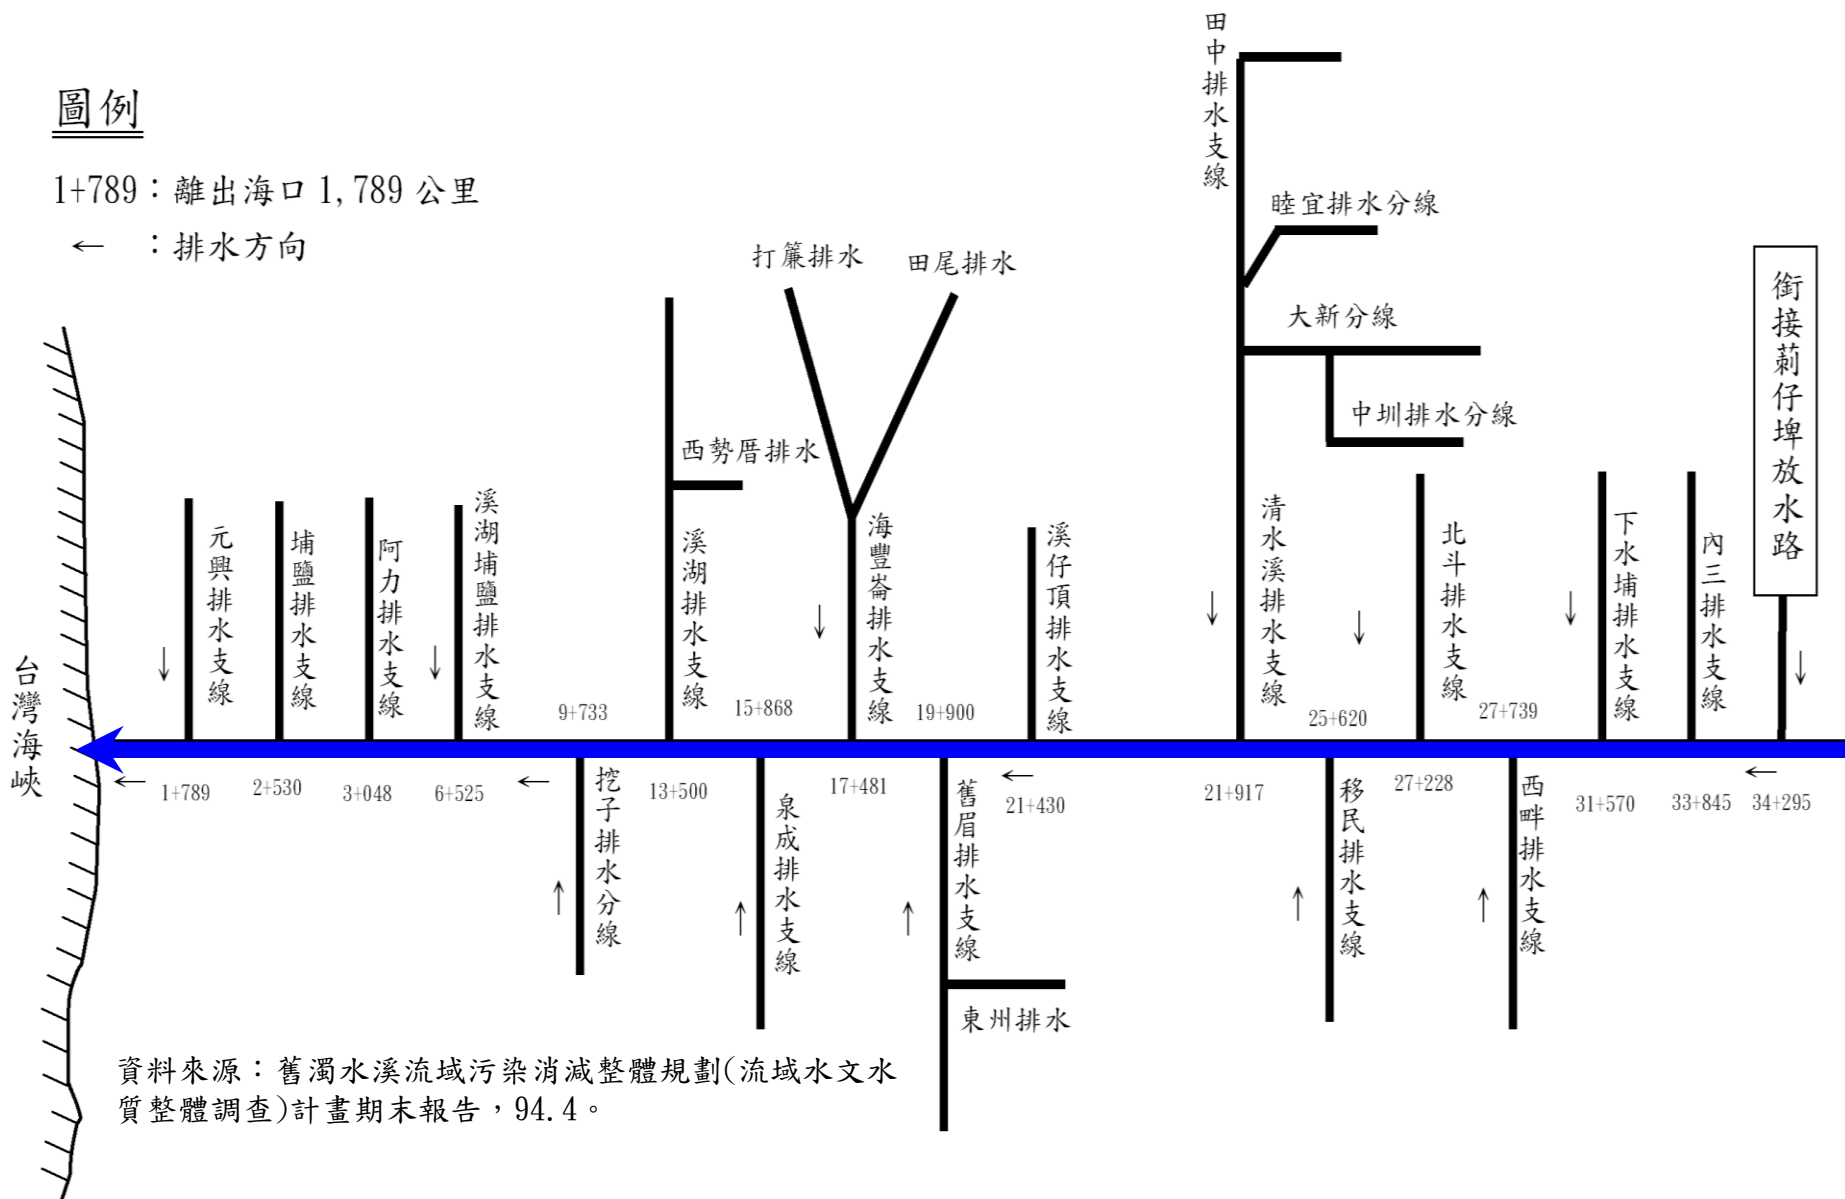 圖例
1+789：離出海口 1,789 公里
←：排水方向
田中排水支線
睦宜排水分線
打簾排水
田尾排水
大新分線
中圳排水分線
銜接莿仔埤放水路
西勢厝排水
元興排水支線
埔鹽排水支線
阿力排水支線
溪湖埔鹽排水支線
溪湖排水支線
海豐崙排水支線
溪仔頂排水支線
清水溪排水支線
北斗排水支線
下水埔排水支線
內三排水支線
台灣海峽
9+733
15+868
19+900
25+620
27+739
1+789
2+530
3+048
6+525
13+500
17+481
21+430
21+917
27+228
31+570
33+845
34+295
挖子排水分線
泉成排水支線
舊眉排水支線
移民排水支線
西畔排水支線
東州排水
資料來源：舊濁水溪流域污染消減整體規劃(流域水文水
質整體調查)計畫期末報告，94.4。